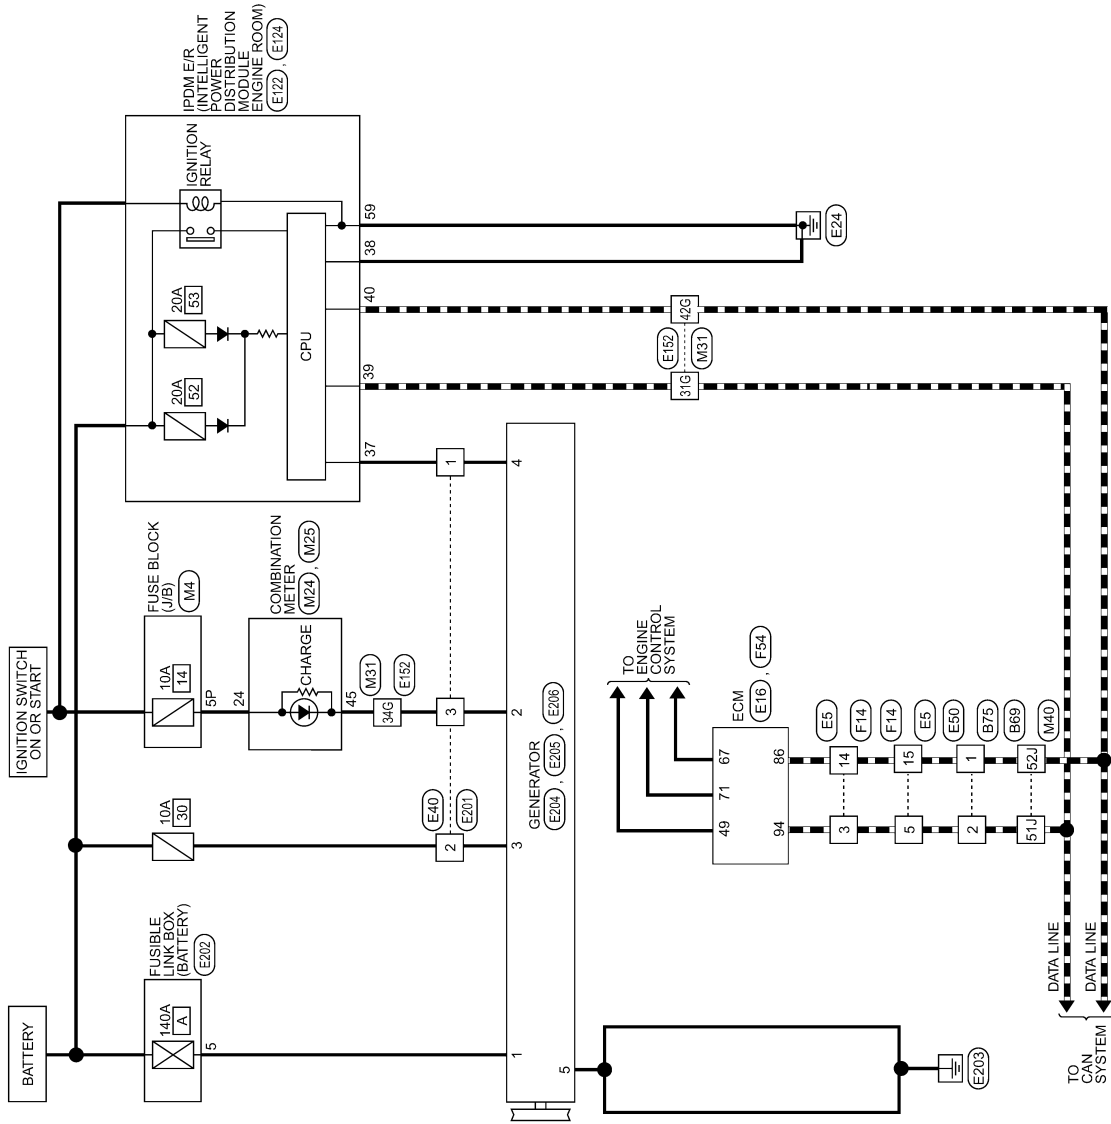 BATTERY
IGNITION SWITCH
ON OR START
FUSIBLE
LINK BOX
(BATTERY)
E202
140A
A
5
10A
30
FUSE BLOCK
(J/B)
M4
10A
14
5P
COMBINATION
METER
M24 , M25
24
CHARGE
45
M31
E152
34G
IPDM E/R
(INTELLIGENT
POWER
DISTRIBUTION
MODULE
ENGINE ROOM)
E122 , E124
IGNITION
RELAY
20A
53
20A
52
CPU
37
39
40
38
59
E40
E201
2
3
1
GENERATOR
E204 , E205 , E206
1
3
2
4
5
E203
E24
E152
M31
31G
42G
TO
ENGINE
CONTROL
SYSTEM
ECM
E16 , F54
49
71
67
94
86
E5
F14
3
14
F14
E5
5
15
E50
B75
2
1
B69
M40
51J
52J
DATA LINE
DATA LINE
TO
CAN
SYSTEM